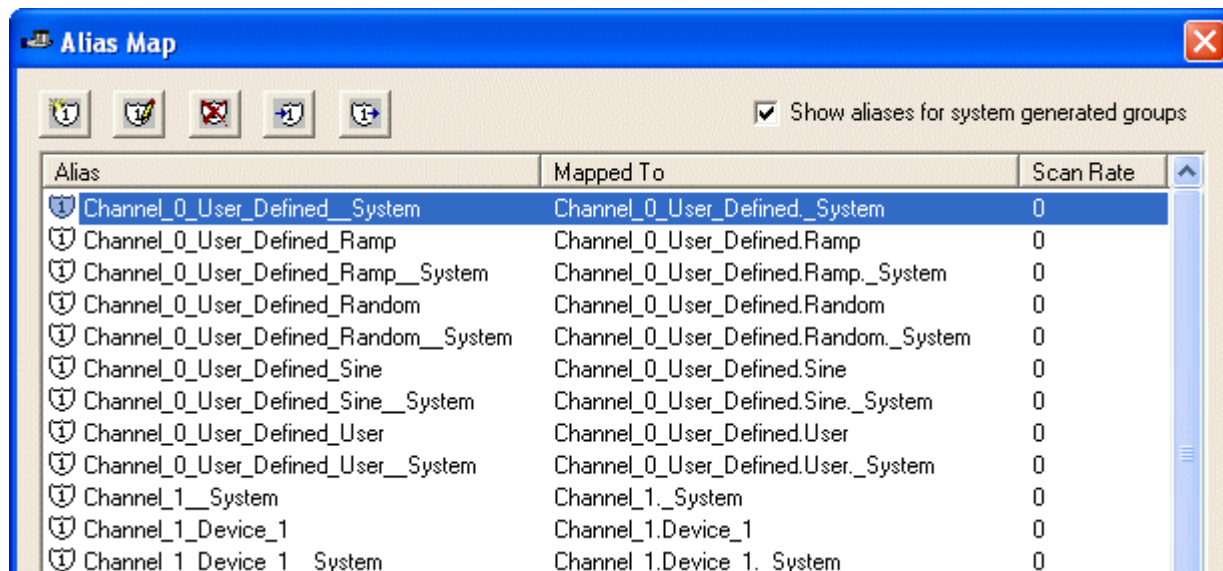 Alias Map
Show aliases for system generated groups
Alias Mapped To Scan Rate
Channel_0_User_Defined__System Channel_0_User_Defined._System 0
Channel_0_User_Defined_Ramp Channel_0_User_Defined.Ramp 0
Channel_0_User_Defined_Ramp__System Channel_0_User_Defined.Ramp._System 0
Channel_0_User_Defined_Random Channel_0_User_Defined.Random 0
Channel_0_User_Defined_Random__System Channel_0_User_Defined.Random._System 0
Channel_0_User_Defined_Sine Channel_0_User_Defined.Sine 0
Channel_0_User_Defined_Sine__System Channel_0_User_Defined.Sine._System 0
Channel_0_User_Defined_User Channel_0_User_Defined.User 0
Channel_0_User_Defined_User__System Channel_0_User_Defined.User._System 0
Channel_1__System Channel_1._System 0
Channel_1_Device_1 Channel_1.Device_1 0
Channel_1_Device_1__System Channel_1.Device_1._System 0